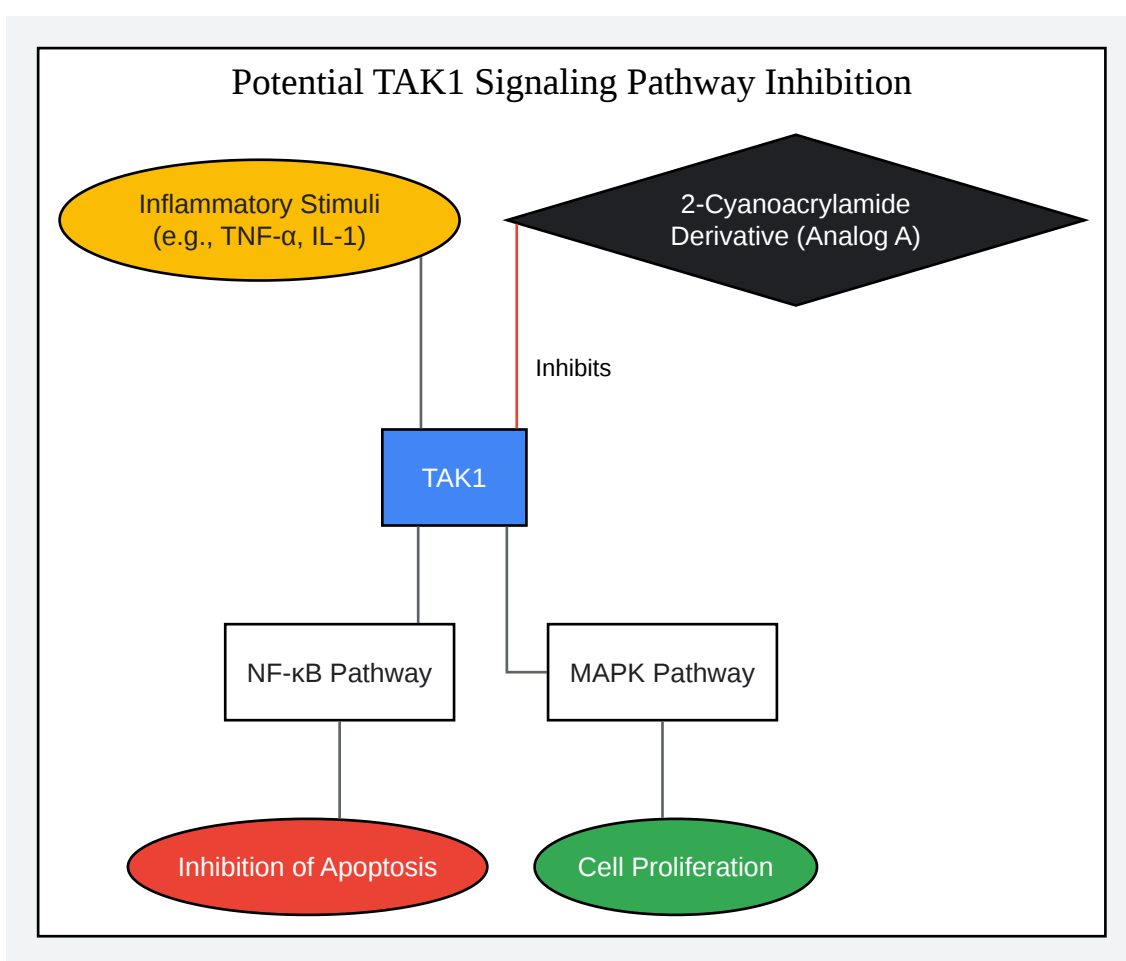 Potential TAK1 Signaling Pathway Inhibition
Inflammatory Stimuli
(e.g., TNF-α, IL-1)
2-Cyanoacrylamide
Derivative (Analog A)
Inhibits
TAK1
NF-κB Pathway
MAPK Pathway
Inhibition of Apoptosis
Cell Proliferation